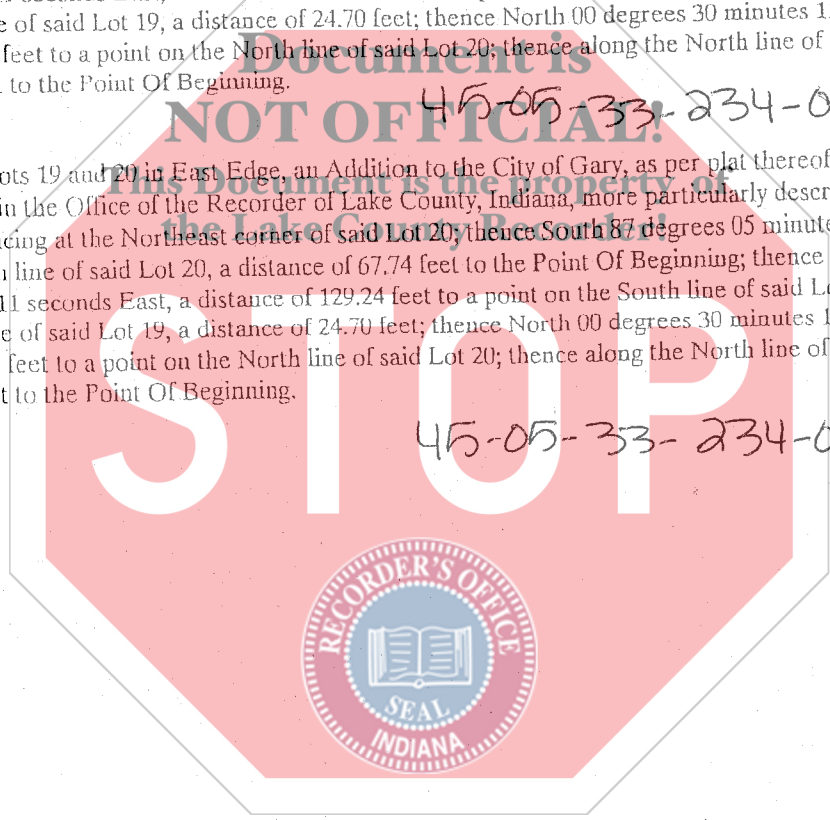 e of said Lot 19, a distance of 24.70 feet; thence North 00 degrees 30 minutes 1
feet to a point on the North line of said Lot 20; thence along the North line of
to the Point Of Beginning.
Document is
45-05-33-234-0
NOT OFFICIAL!
ots 19 and 20 in East Edge, an Addition to the City of Gary, as per plat thereof
This Document is the property of
in the Office of the Recorder of Lake County, Indiana, more particularly descr
the Lake County Recorder!
cing at the Northeast corner of said Lot 20; thence South 87 degrees 05 minute
line of said Lot 20, a distance of 67.74 feet to the Point Of Beginning; thence
11 seconds East, a distance of 129.24 feet to a point on the South line of said L
e of said Lot 19, a distance of 24.70 feet; thence North 00 degrees 30 minutes 1
feet to a point on the North line of said Lot 20; thence along the North line of
t to the Point Of Beginning.
STOP
45-05-33-234-0
RECORDER'S OFFICE
SEAL
INDIANA